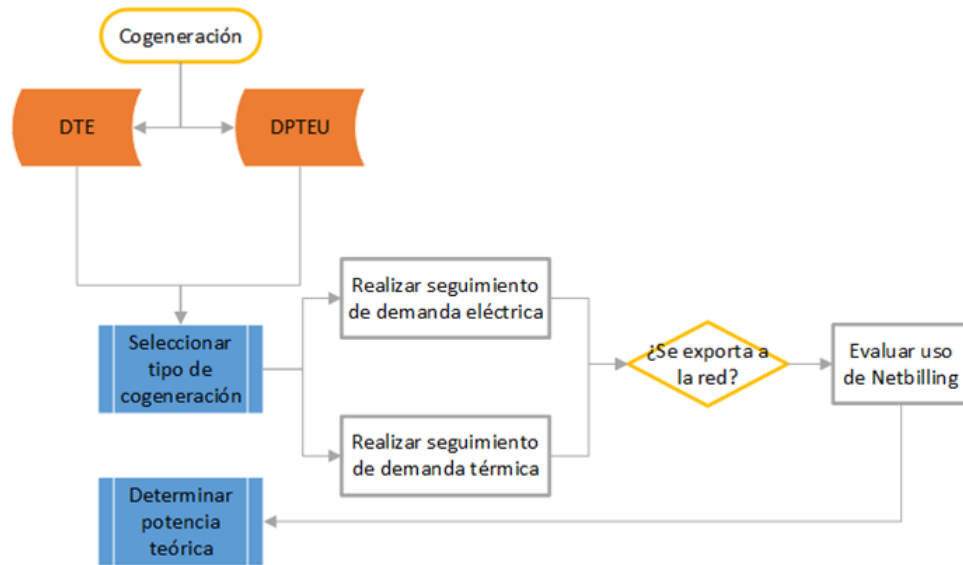 Cogeneración
DTE
DPTEU
Realizar seguimiento
de demanda eléctrica
Seleccionar
tipo de
cogeneración
¿Se exporta a
la red?
Evaluar uso
de Netbilling
Realizar seguimiento
de demanda térmica
Determinar
potencia
teórica